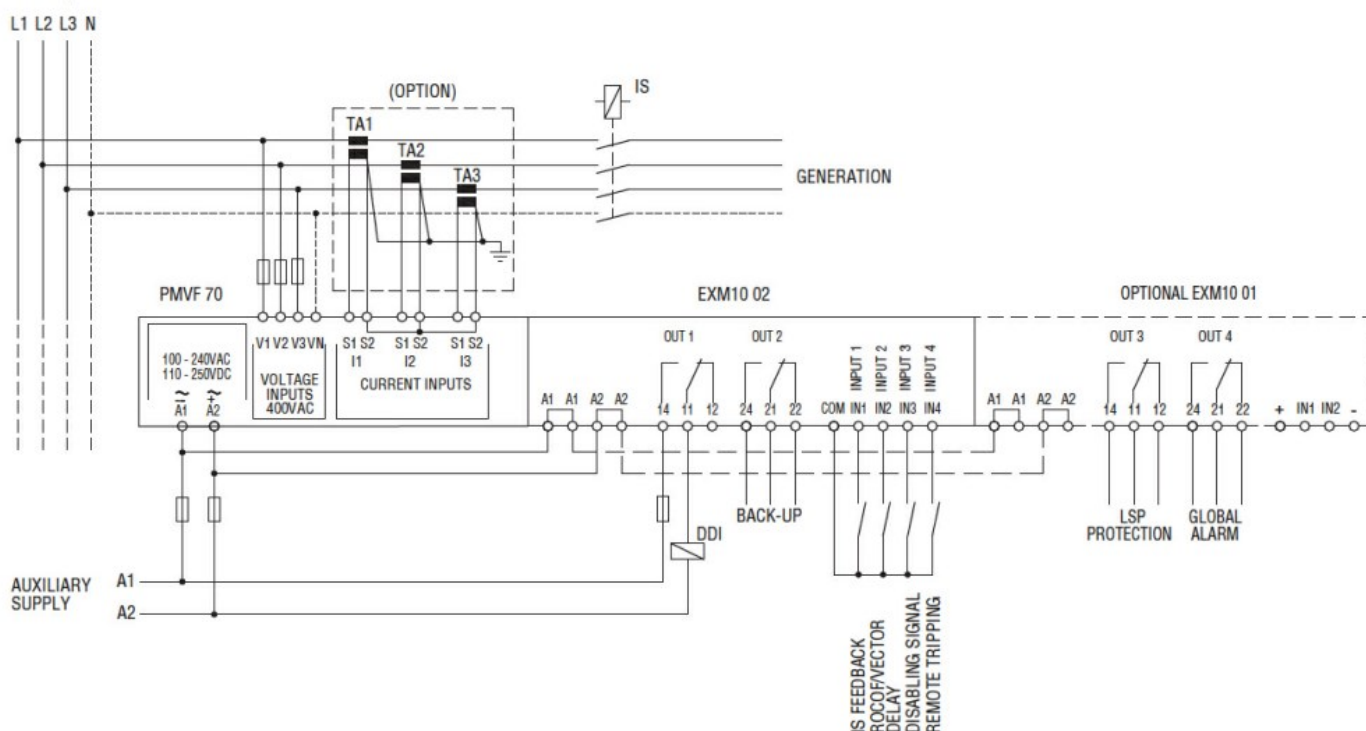 L1 L2 L3 N
(OPTION)
IS
TA1
TA2
TA3
GENERATION
PMVF 70
EXM10 02
OPTIONAL EXM10 01
100 - 240VAC
110 - 250VDC
~ ~
− +
A1 A2
V1 V2 V3 VN
VOLTAGE
INPUTS
400VAC
S1 S2 S1 S2 S1 S2
I1 I2 I3
CURRENT INPUTS
OUT 1 OUT 2
INPUT 1
INPUT 2
INPUT 3
INPUT 4
A1 A1 A2 A2
14 11 12
24 21 22
COM IN1 IN2 IN3 IN4
OUT 3 OUT 4
A1 A1 A2 A2
14 11 12
24 21 22
+ IN1 IN2 -
BACK-UP
LSP
PROTECTION
GLOBAL
ALARM
DDI
AUXILIARY
SUPPLY
A1
A2
IS FEEDBACK
ROCOF/VECTOR
DELAY
DISABLING SIGNAL
REMOTE TRIPPING